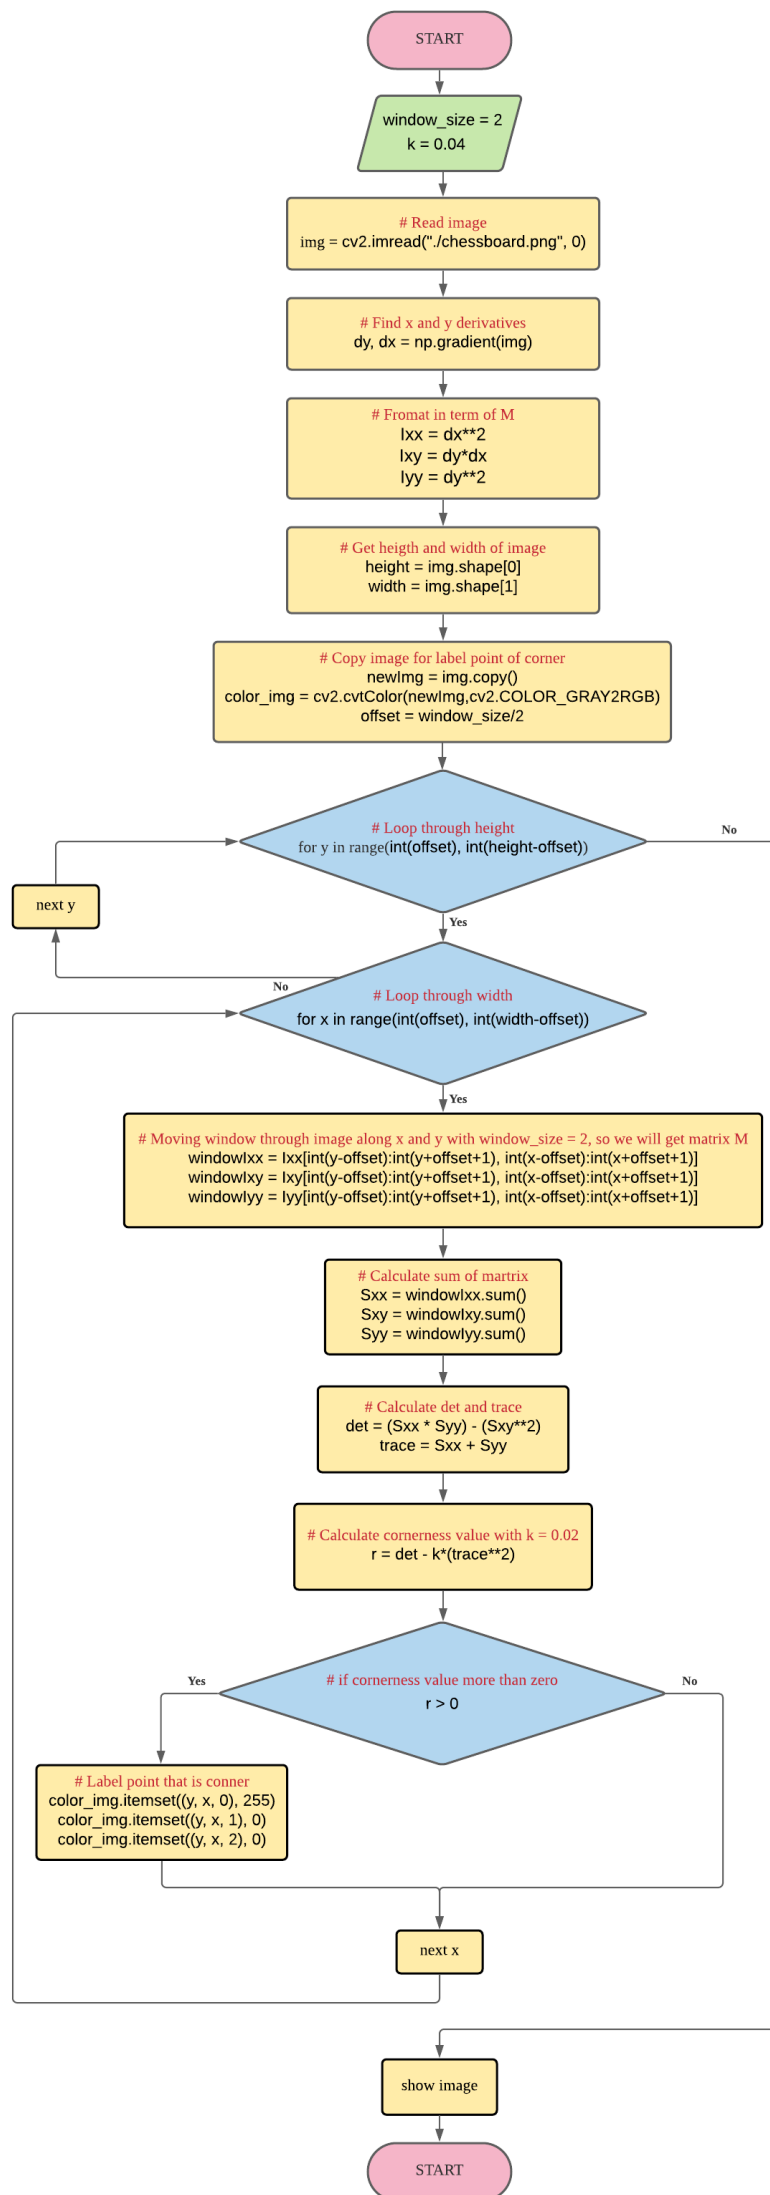 START
window_size = 2
k = 0.04
# Read image
img = cv2.imread("./chessboard.png", 0)
# Find x and y derivatives
dy, dx = np.gradient(img)
# Fromat in term of M
Ixx = dx**2
Ixy = dy*dx
Iyy = dy**2
# Get heigth and width of image
height = img.shape[0]
width = img.shape[1]
# Copy image for label point of corner
newImg = img.copy()
color_img = cv2.cvtColor(newImg,cv2.COLOR_GRAY2RGB)
offset = window_size/2
# Loop through height
for y in range(int(offset), int(height-offset))
No
next y
Yes
No
# Loop through width
for x in range(int(offset), int(width-offset))
Yes
# Moving window through image along x and y with window_size = 2, so we will get matrix M
windowIxx = Ixx[int(y-offset):int(y+offset+1), int(x-offset):int(x+offset+1)]
windowIxy = Ixy[int(y-offset):int(y+offset+1), int(x-offset):int(x+offset+1)]
windowIyy = Iyy[int(y-offset):int(y+offset+1), int(x-offset):int(x+offset+1)]
# Calculate sum of martrix
Sxx = windowIxx.sum()
Sxy = windowIxy.sum()
Syy = windowIyy.sum()
# Calculate det and trace
det = (Sxx * Syy) - (Sxy**2)
trace = Sxx + Syy
# Calculate cornerness value with k = 0.02
r = det - k*(trace**2)
Yes
# if cornerness value more than zero
r > 0
No
# Label point that is conner
color_img.itemset((y, x, 0), 255)
color_img.itemset((y, x, 1), 0)
color_img.itemset((y, x, 2), 0)
next x
show image
START